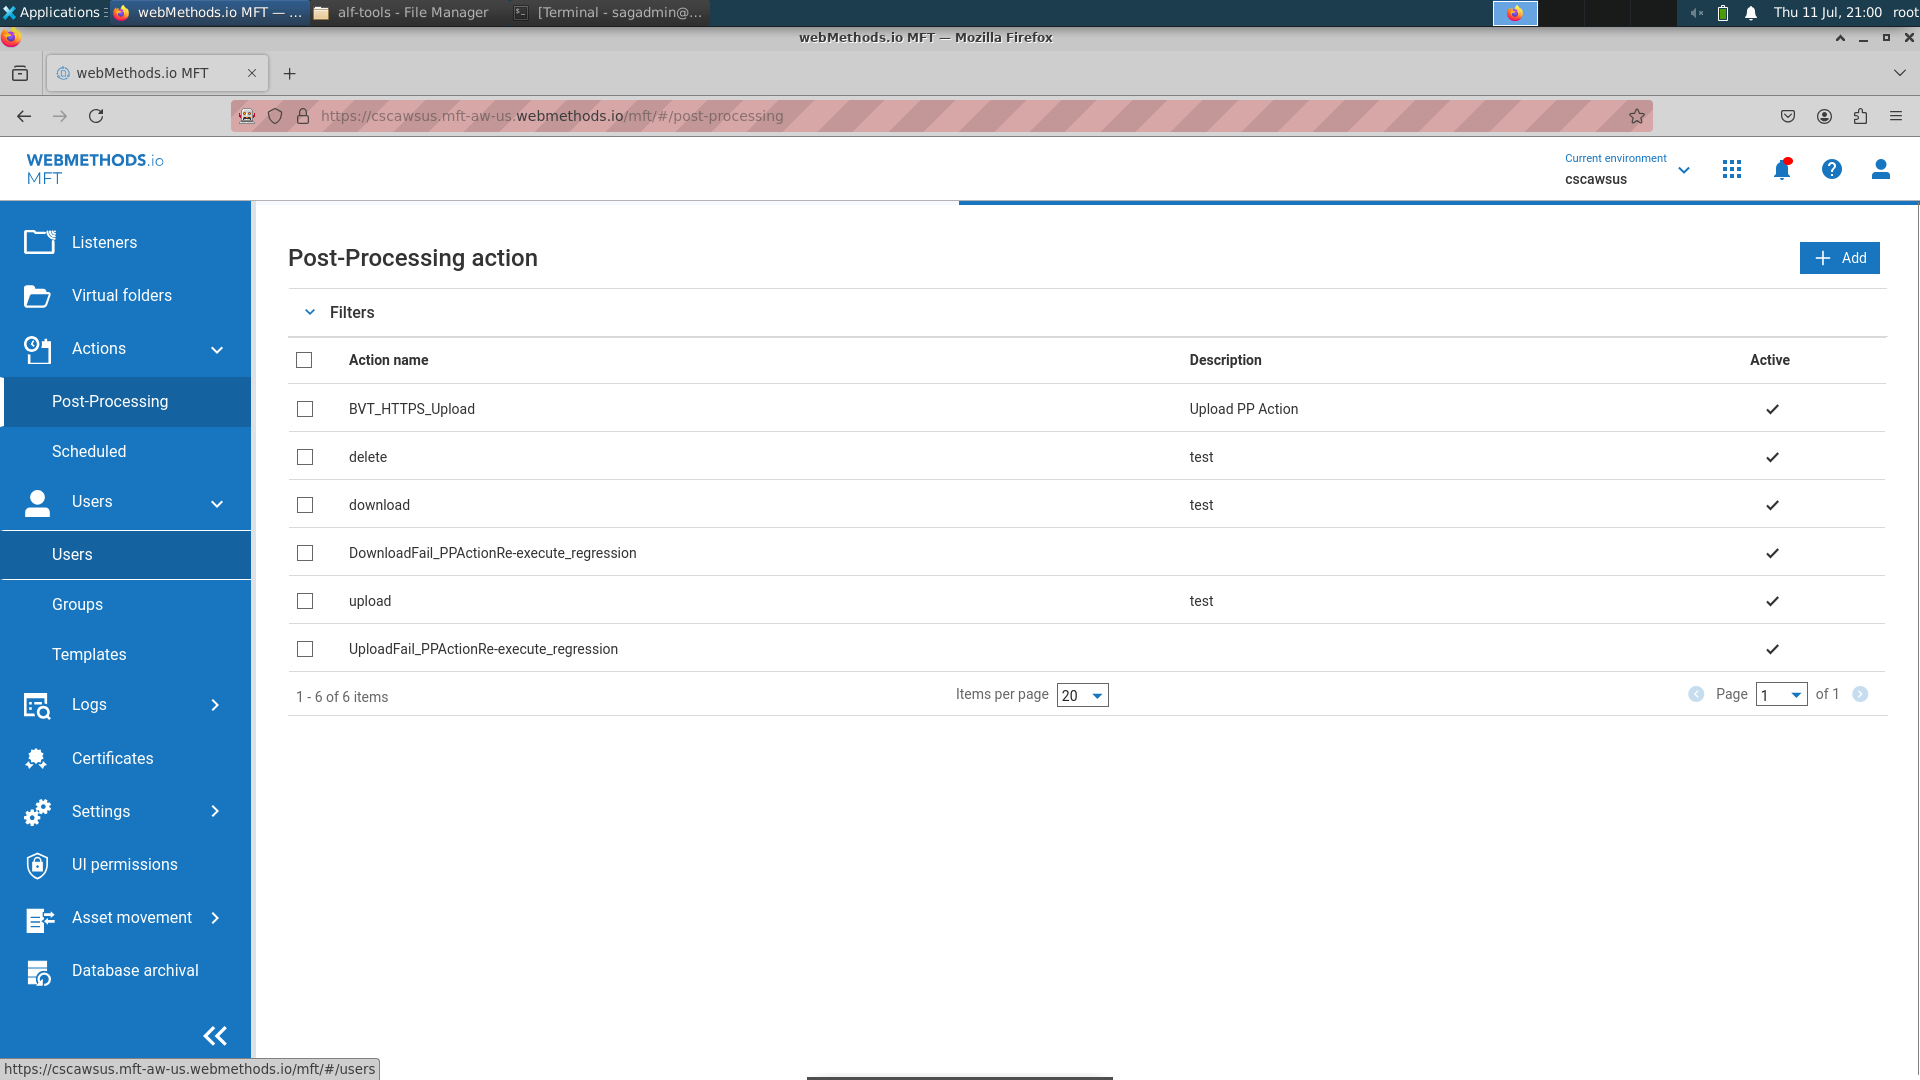 Applications
webMethods.io MFT — ...
alf-tools - File Manager
[Terminal - sagadmin@...
Thu 11 Jul, 21:00
root
webMethods.io MFT — Mozilla Firefox
webMethods.io MFT
https://cscawsus.mft-aw-us.webmethods.io/mft/#/post-processing
WEBMETHODS.io
MFT
Current environment
cscawsus
Listeners
Virtual folders
Actions
Post-Processing
Scheduled
Users
Users
Groups
Templates
Logs
Certificates
Settings
UI permissions
Asset movement
Database archival
Post-Processing action
Add
Filters
Action name Description Active
BVT_HTTPS_Upload Upload PP Action
delete test
download test
DownloadFail_PPActionRe-execute_regression
upload test
UploadFail_PPActionRe-execute_regression
1 - 6 of 6 items Items per page 20 Page 1 of 1
https://cscawsus.mft-aw-us.webmethods.io/mft/#/users